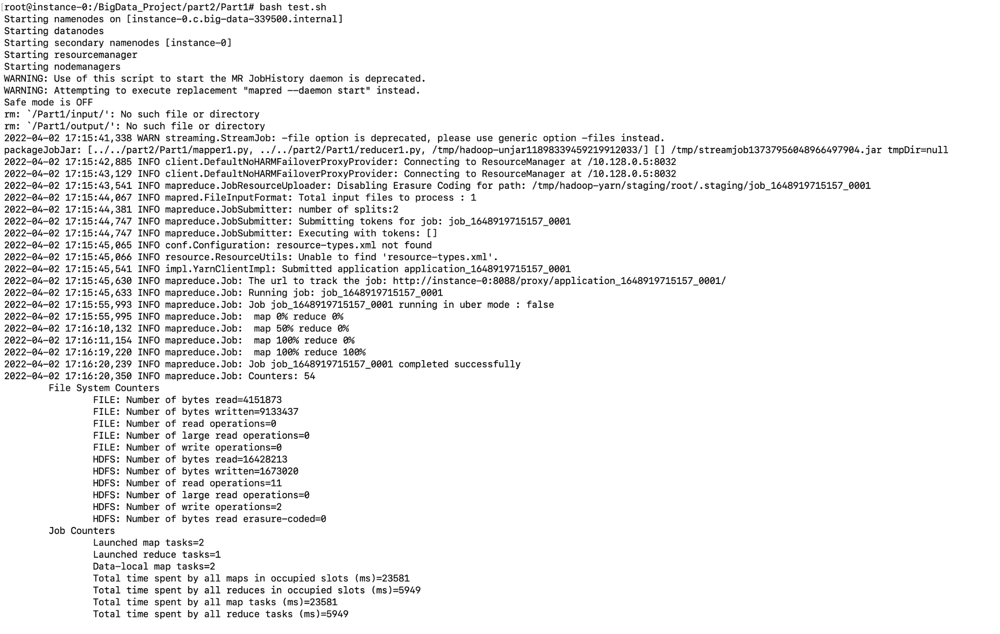 [root@instance-0:/BigData_Project/part2/Part1# bash test.sh
Starting namenodes on [instance-0.c.big-data-339500.internal]
Starting datanodes
Starting secondary namenodes [instance-0]
Starting resourcemanager
Starting nodemanagers
WARNING: Use of this script to start the MR JobHistory daemon is deprecated.
WARNING: Attempting to execute replacement "mapred --daemon start" instead.
Safe mode is OFF
rm: `/Part1/input/': No such file or directory
rm: `/Part1/output/': No such file or directory
2022-04-02 17:15:41,338 WARN streaming.StreamJob: -file option is deprecated, please use generic option -files instead.
packageJobJar: [../../part2/Part1/mapper1.py, ../../part2/Part1/reducer1.py, /tmp/hadoop-unjar11898339459219912033/] [] /tmp/streamjob13737956048966497904.jar tmpDir=null
2022-04-02 17:15:42,885 INFO client.DefaultNoHARMFailoverProxyProvider: Connecting to ResourceManager at /10.128.0.5:8032
2022-04-02 17:15:43,129 INFO client.DefaultNoHARMFailoverProxyProvider: Connecting to ResourceManager at /10.128.0.5:8032
2022-04-02 17:15:43,541 INFO mapreduce.JobResourceUploader: Disabling Erasure Coding for path: /tmp/hadoop-yarn/staging/root/.staging/job_1648919715157_0001
2022-04-02 17:15:44,067 INFO mapred.FileInputFormat: Total input files to process : 1
2022-04-02 17:15:44,381 INFO mapreduce.JobSubmitter: number of splits:2
2022-04-02 17:15:44,747 INFO mapreduce.JobSubmitter: Submitting tokens for job: job_1648919715157_0001
2022-04-02 17:15:44,747 INFO mapreduce.JobSubmitter: Executing with tokens: []
2022-04-02 17:15:45,065 INFO conf.Configuration: resource-types.xml not found
2022-04-02 17:15:45,066 INFO resource.ResourceUtils: Unable to find 'resource-types.xml'.
2022-04-02 17:15:45,541 INFO impl.YarnClientImpl: Submitted application application_1648919715157_0001
2022-04-02 17:15:45,630 INFO mapreduce.Job: The url to track the job: http://instance-0:8088/proxy/application_1648919715157_0001/
2022-04-02 17:15:45,633 INFO mapreduce.Job: Running job: job_1648919715157_0001
2022-04-02 17:15:55,993 INFO mapreduce.Job: Job job_1648919715157_0001 running in uber mode : false
2022-04-02 17:15:55,995 INFO mapreduce.Job:  map 0% reduce 0%
2022-04-02 17:16:10,132 INFO mapreduce.Job:  map 50% reduce 0%
2022-04-02 17:16:11,154 INFO mapreduce.Job:  map 100% reduce 0%
2022-04-02 17:16:19,220 INFO mapreduce.Job:  map 100% reduce 100%
2022-04-02 17:16:20,239 INFO mapreduce.Job: Job job_1648919715157_0001 completed successfully
2022-04-02 17:16:20,350 INFO mapreduce.Job: Counters: 54
File System Counters
FILE: Number of bytes read=4151873
FILE: Number of bytes written=9133437
FILE: Number of read operations=0
FILE: Number of large read operations=0
FILE: Number of write operations=0
HDFS: Number of bytes read=16428213
HDFS: Number of bytes written=1673020
HDFS: Number of read operations=11
HDFS: Number of large read operations=0
HDFS: Number of write operations=2
HDFS: Number of bytes read erasure-coded=0
Job Counters
Launched map tasks=2
Launched reduce tasks=1
Data-local map tasks=2
Total time spent by all maps in occupied slots (ms)=23581
Total time spent by all reduces in occupied slots (ms)=5949
Total time spent by all map tasks (ms)=23581
Total time spent by all reduce tasks (ms)=5949